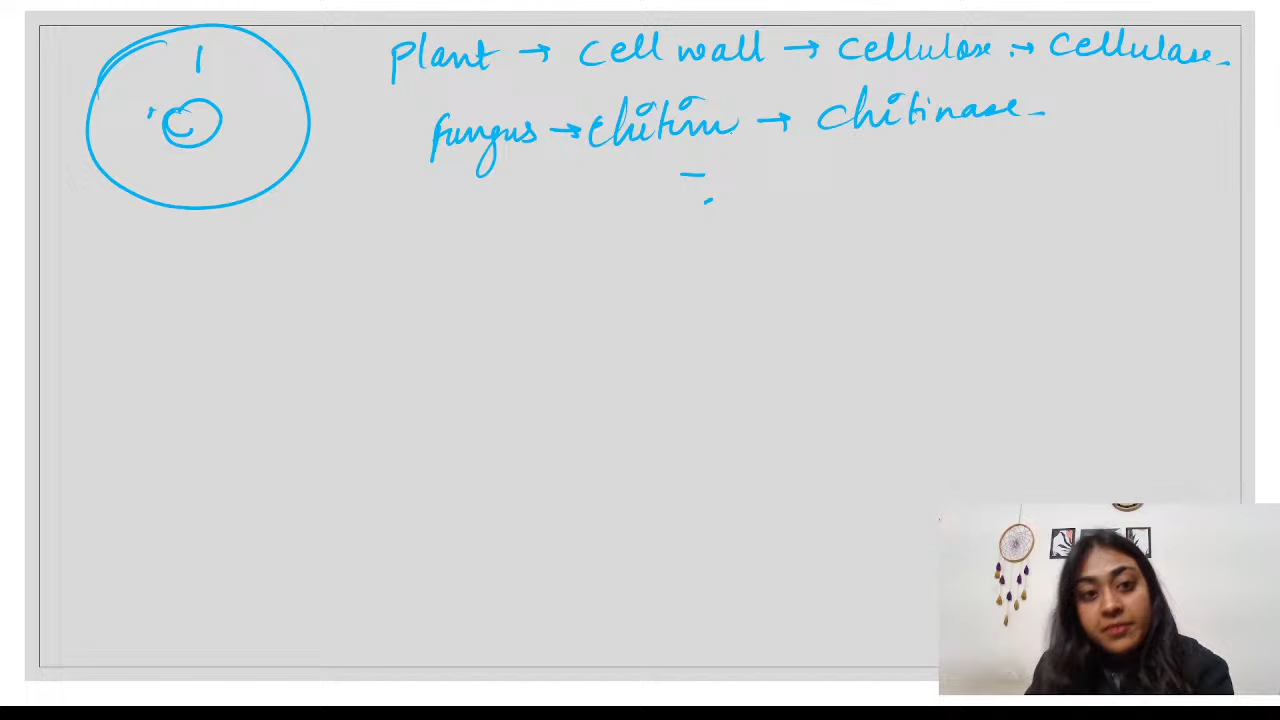 plant → cell wall → cellulose → cellulase
fungus → chitin → chitinase